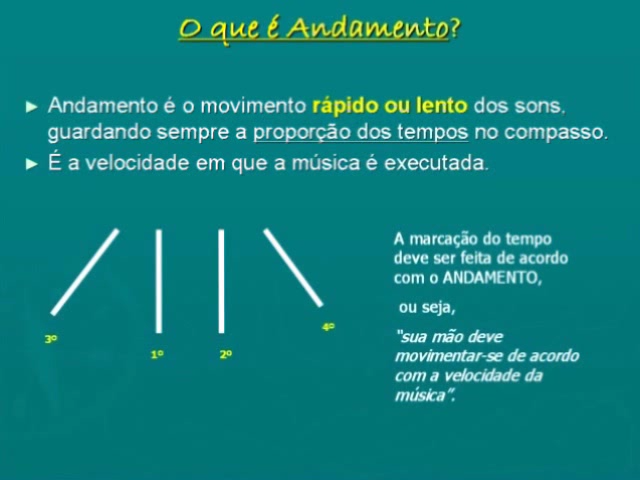 O que é Andamento?
► Andamento é o movimento rápido ou lento dos sons,
guardando sempre a proporção dos tempos no compasso.
► É a velocidade em que a música é executada.
A marcação do tempo
deve ser feita de acordo
com o ANDAMENTO,
ou seja,
"sua mão deve
movimentar-se de acordo
com a velocidade da
música".
3º
1º
2º
4º